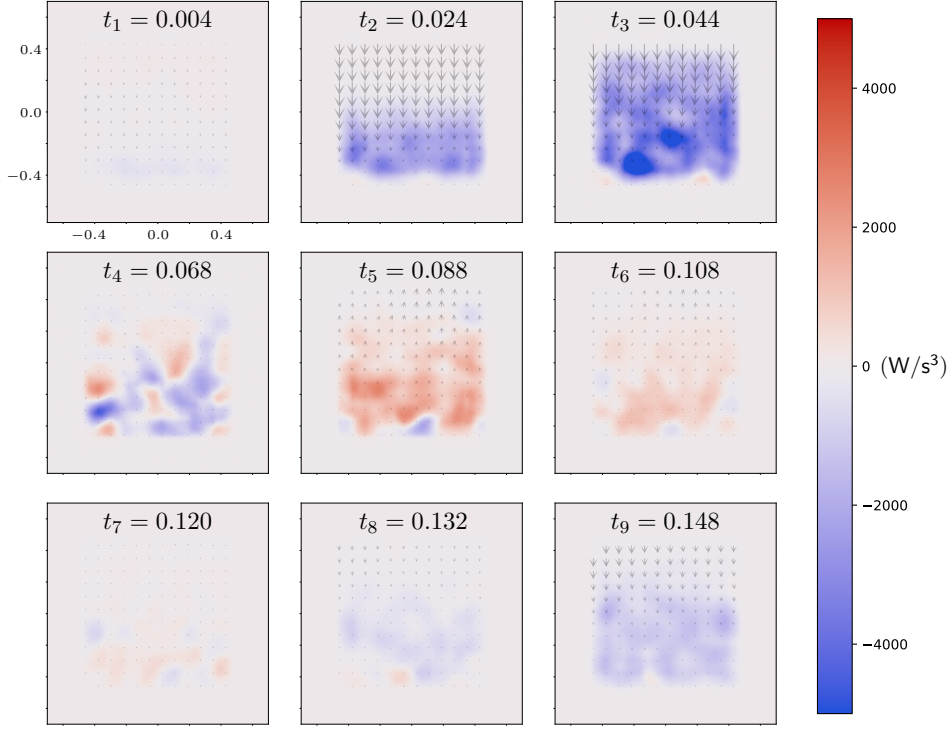 t₁ = 0.004
t₂ = 0.024
t₃ = 0.044
0.4
0.0
−0.4
−0.4 0.0 0.4
t₄ = 0.068
t₅ = 0.088
t₆ = 0.108
t₇ = 0.120
t₈ = 0.132
t₉ = 0.148
4000
2000
0 (W/s³)
−2000
−4000